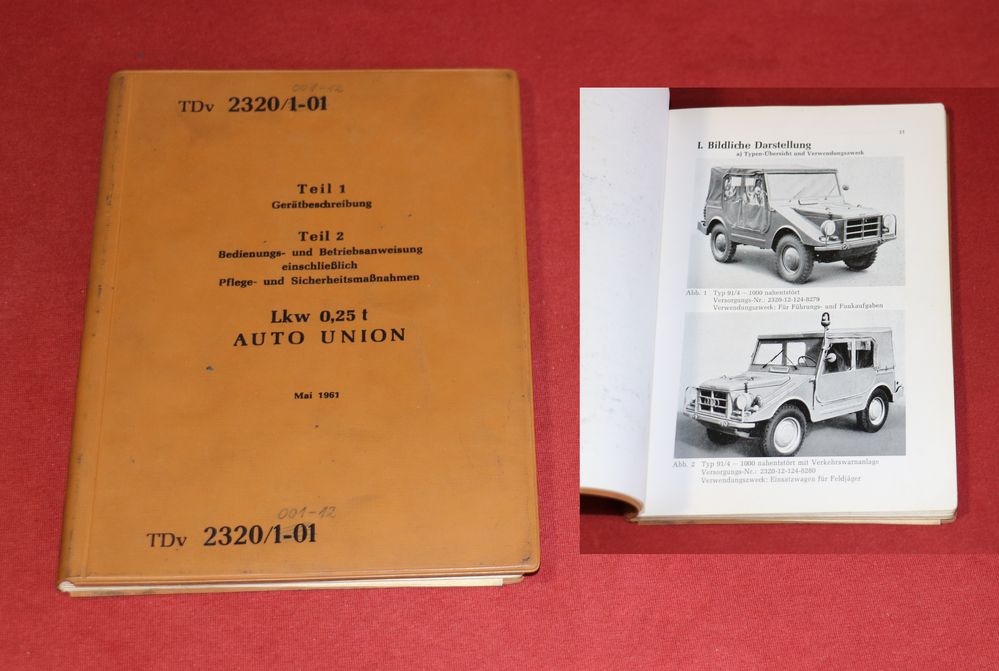 001-12
TDv 2320/1-01
Teil 1
Gerätbeschreibung
Teil 2
Bedienungs- und Betriebsanweisung
einschließlich
Pflege- und Sicherheitsmaßnahmen
Lkw 0,25 t
AUTO UNION
Mai 1961
001-12
TDv 2320/1-01
I. Bildliche Darstellung
a) Typen-Übersicht und Verwendungszweck
Abb. 1 Typ 91/4 — 1000 nahentstört
Versorgungs-Nr.: 2320-12-124-8279
Verwendungszweck: Für Führungs- und Funkaufgaben
Abb. 2 Typ 91/4 — 1000 nahentstört mit Verkehrswarnanlage
Versorgungs-Nr.: 2320-12-124-8280
Verwendungszweck: Einsatzwagen für Feldjäger